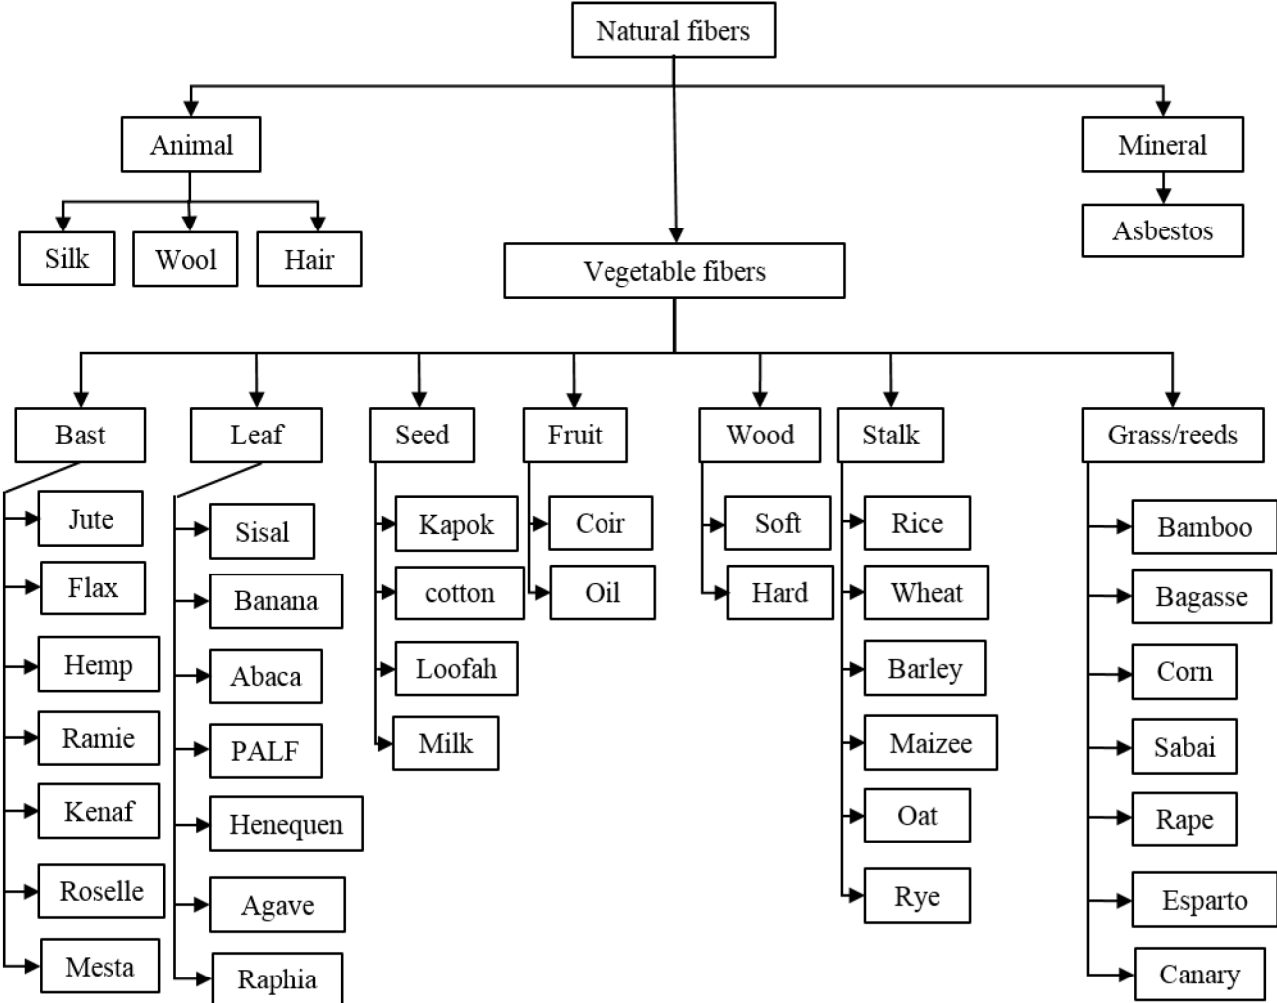 Natural fibers
Animal
Mineral
Silk
Wool
Hair
Asbestos
Vegetable fibers
Bast
Leaf
Seed
Fruit
Wood
Stalk
Grass/reeds
Jute
Flax
Hemp
Ramie
Kenaf
Roselle
Mesta
Sisal
Banana
Abaca
PALF
Henequen
Agave
Raphia
Kapok
cotton
Loofah
Milk
Coir
Oil
Soft
Hard
Rice
Wheat
Barley
Maizee
Oat
Rye
Bamboo
Bagasse
Corn
Sabai
Rape
Esparto
Canary